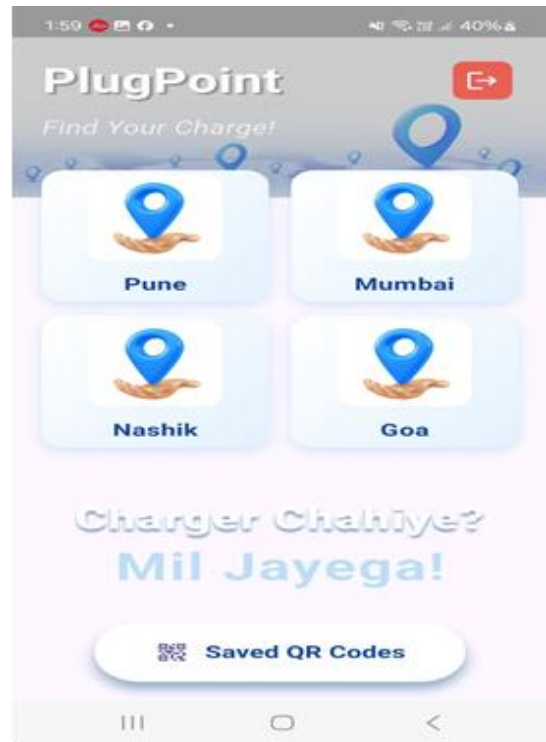 1:59
40%
PlugPoint
Find Your Charge!
Pune
Mumbai
Nashik
Goa
Charger Chahiye?
Mil Jayega!
Saved QR Codes